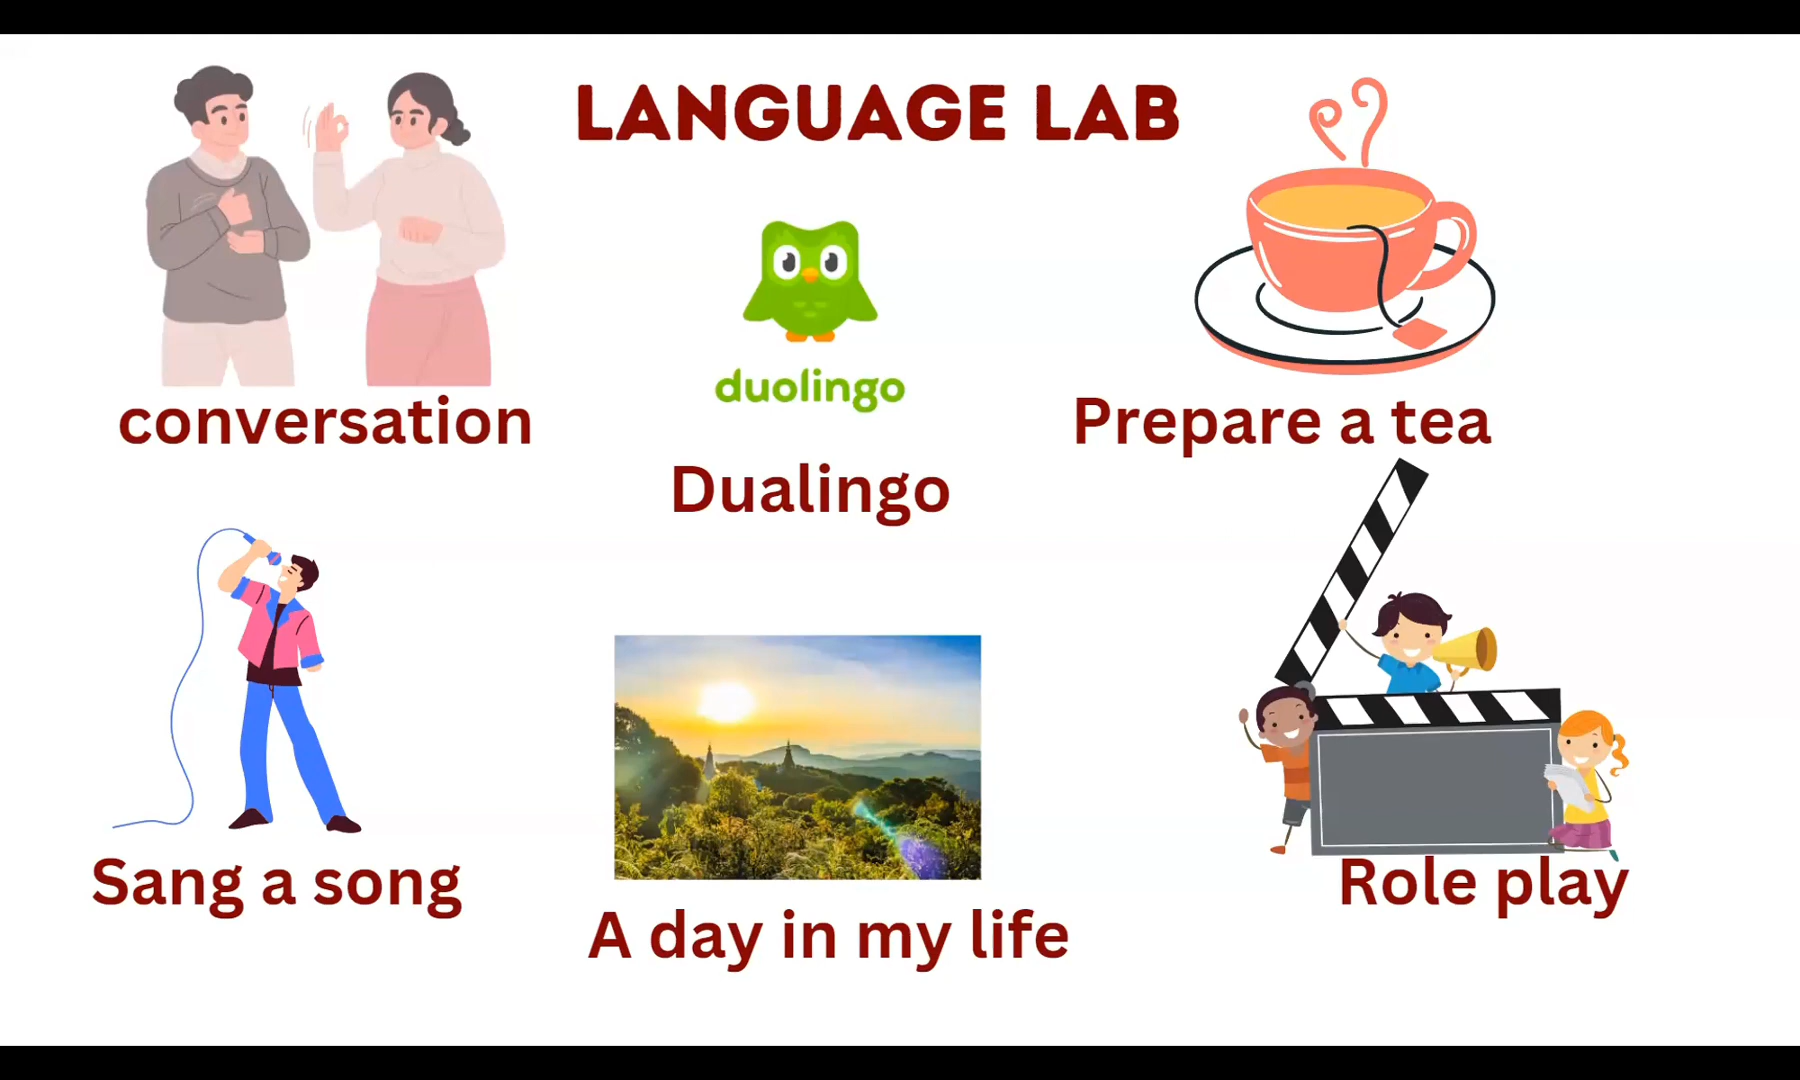 LANGUAGE LAB
duolingo
conversation
Dualingo
Prepare a tea
Sang a song
A day in my life
Role play